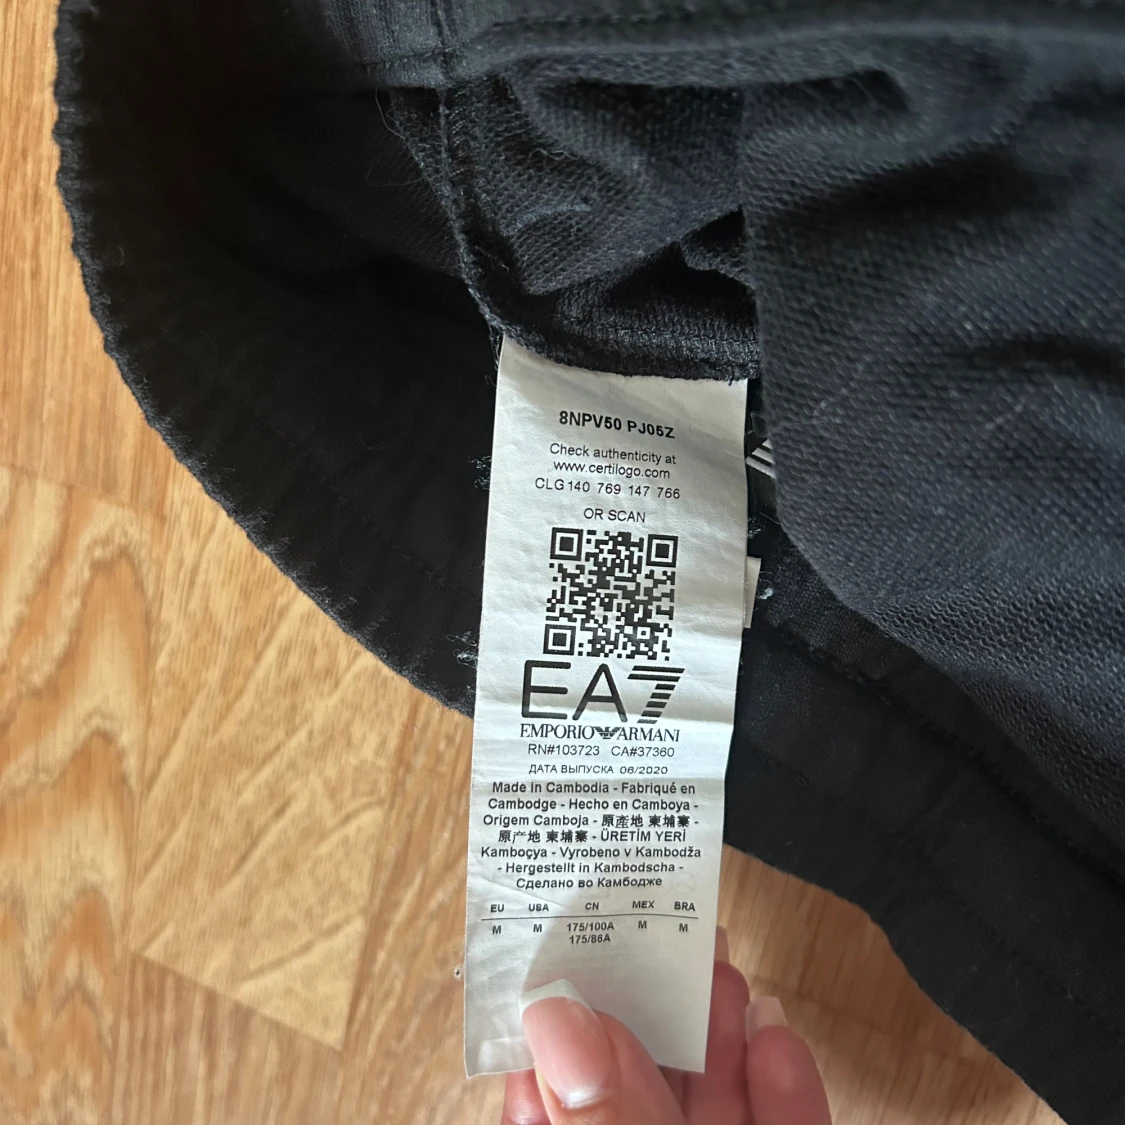 8NPV50 PJ05Z
Check authenticity at
www.certilogo.com
CLG 140 769 147 766
OR SCAN
EA7
EMPORIO ARMANI
RN#103723 CA#37360
ДАТА ВЫПУСКА 06/2020
Made in Cambodia - Fabriqué en
Cambodge - Hecho en Camboya -
Origem Camboja - 原產地 柬埔寨 -
原产地 柬埔寨 - ÜRETİM YERİ
Kamboçya - Vyrobeno v Kambodža
- Hergestellt in Kambodscha -
Сделано во Камбодже
EU USA CN MEX BRA
M M 175/100A M M
175/86A